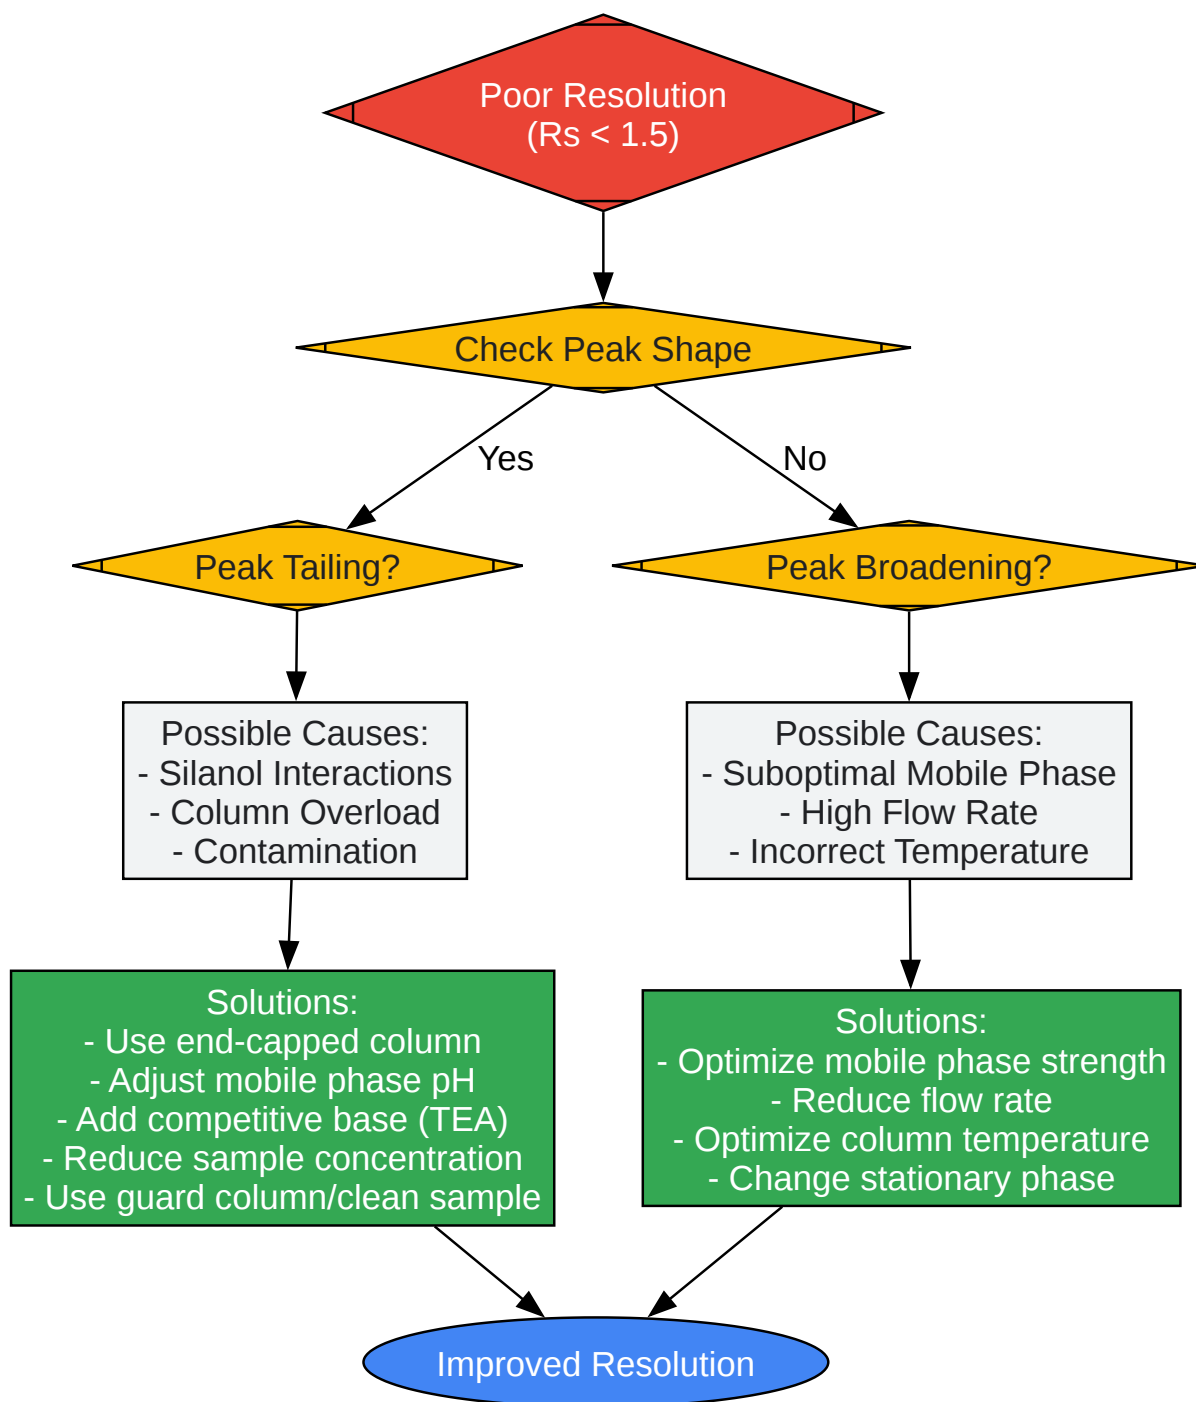 Poor Resolution
(Rs < 1.5)
Check Peak Shape
Yes
No
Peak Tailing?
Peak Broadening?
Possible Causes:
- Silanol Interactions
- Column Overload
- Contamination
Possible Causes:
- Suboptimal Mobile Phase
- High Flow Rate
- Incorrect Temperature
Solutions:
- Use end-capped column
- Adjust mobile phase pH
- Add competitive base (TEA)
- Reduce sample concentration
- Use guard column/clean sample
Solutions:
- Optimize mobile phase strength
- Reduce flow rate
- Optimize column temperature
- Change stationary phase
Improved Resolution